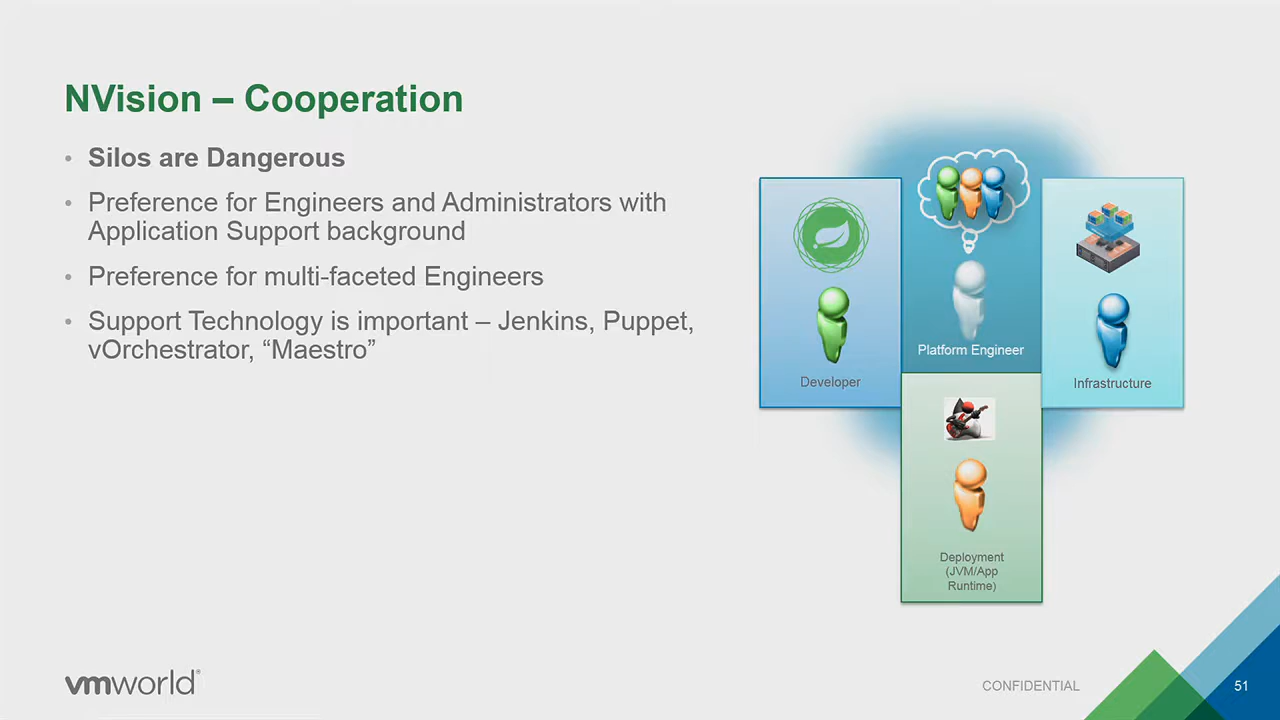 NVision – Cooperation
• Silos are Dangerous
• Preference for Engineers and Administrators with
Application Support background
• Preference for multi-faceted Engineers
• Support Technology is important – Jenkins, Puppet,
vOrchestrator, “Maestro”
Platform Engineer
Developer
Infrastructure
Deployment
(JVM/App
Runtime)
vmworld®
CONFIDENTIAL
51